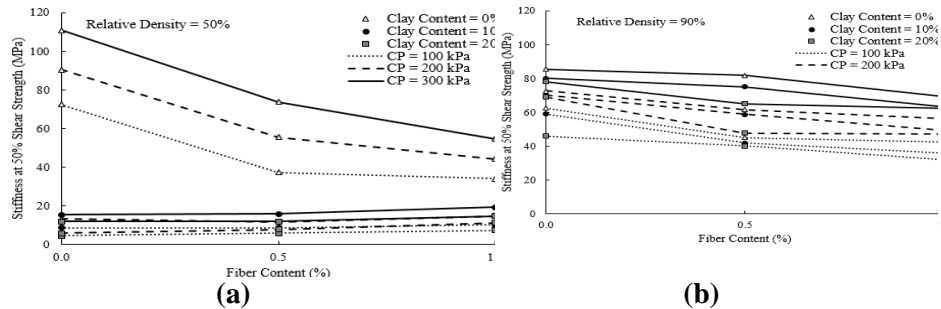 Relative Density = 50%
Clay Content = 0%
Clay Content = 10
Clay Content = 20
CP = 100 kPa
CP = 200 kPa
CP = 300 kPa
Stiffness at 50% Shear Strength (MPa)
120
100
80
60
40
20
0
0.0
0.5
1
Fiber Content (%)
(a)
Relative Density = 90%
Clay Content = 0%
Clay Content = 10%
Clay Content = 20%
CP = 100 kPa
CP = 200 kPa
Stiffness at 50% Shear Strength (MPa)
120
100
80
60
40
20
0
0.0
0.5
1
Fiber Content (%)
(b)